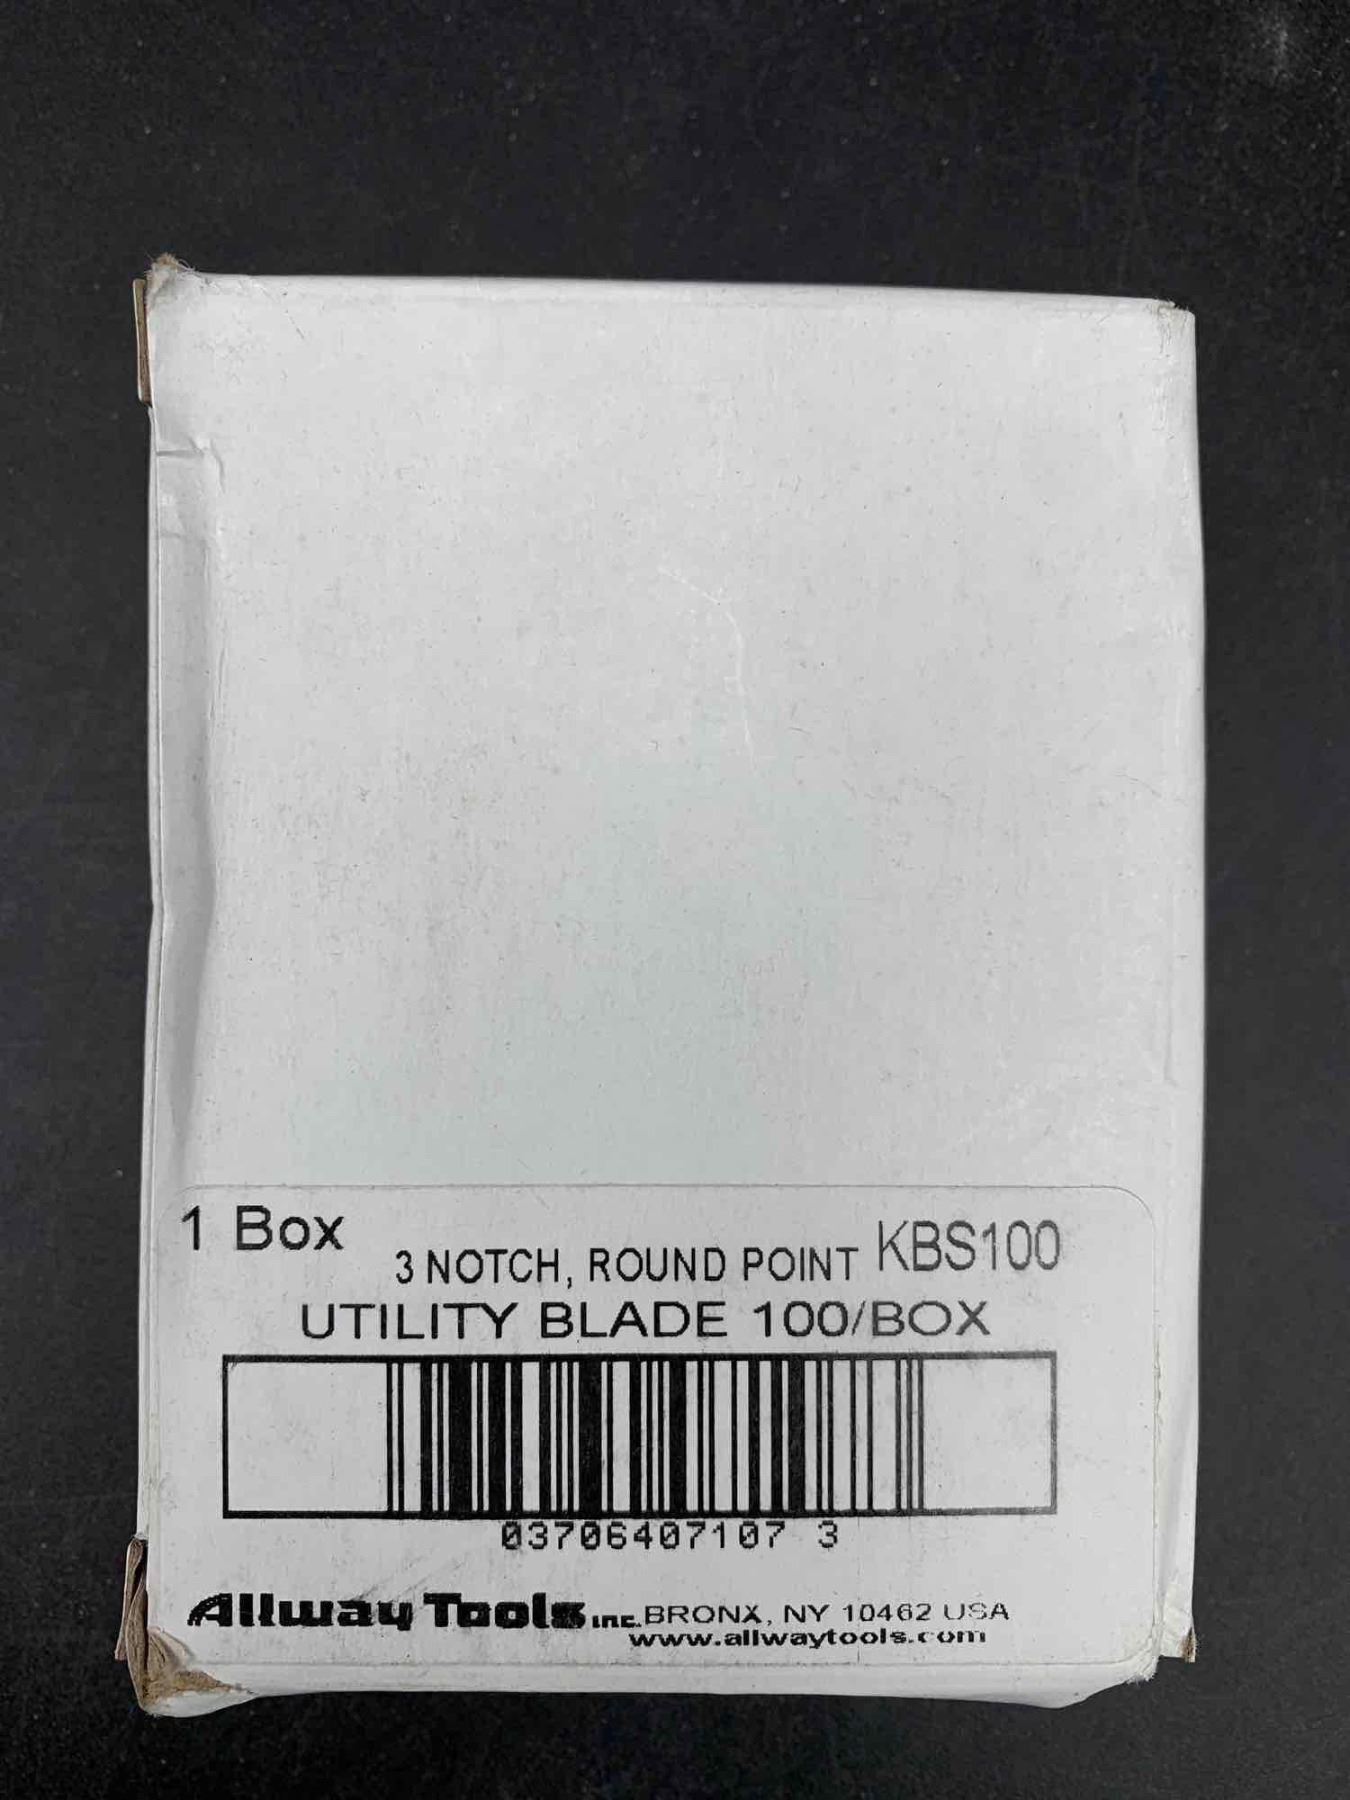 1 Box
3 NOTCH, ROUND POINT KBS100
UTILITY BLADE 100/BOX
03706407107 3
Allway Tools inc. BRONX, NY 10462 USA
www.allwaytools.com